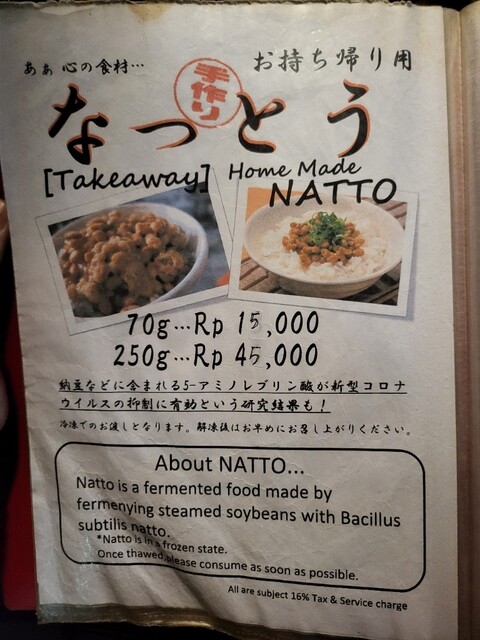 お持ち帰り用
あぁ 心の食材…
手作り
なっとう
[Takeaway] Home Made
NATTO
70g…Rp 15,000
250g…Rp 45,000
納豆などに含まれる5-アミノレブリン酸が新型コロナ
ウイルスの抑制に有効という研究結果も！
冷凍でのお渡しとなります。解凍後はお早めにお召し上がりください。
About NATTO...
Natto is a fermented food made by
fermenying steamed soybeans with Bacillus
subtilis natto.
*Natto is in a frozen state.
Once thawed,please consume as soon as possible.
All are subject 16% Tax & Service charge